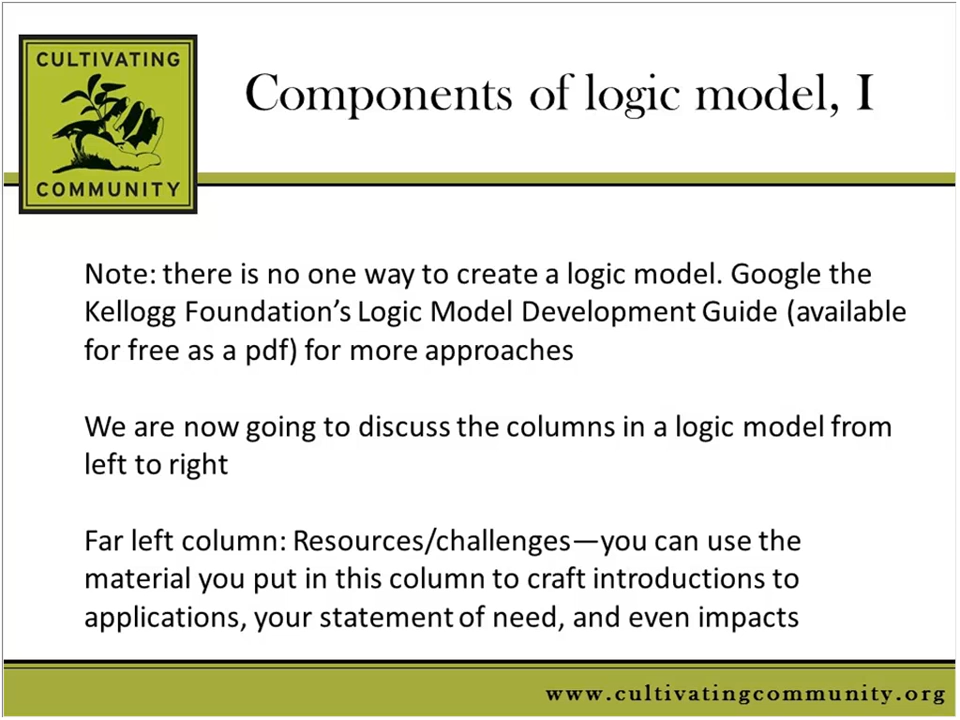 CULTIVATING
COMMUNITY
Components of logic model, I
Note: there is no one way to create a logic model. Google the
Kellogg Foundation’s Logic Model Development Guide (available
for free as a pdf) for more approaches
We are now going to discuss the columns in a logic model from
left to right
Far left column: Resources/challenges—you can use the
material you put in this column to craft introductions to
applications, your statement of need, and even impacts
www.cultivatingcommunity.org